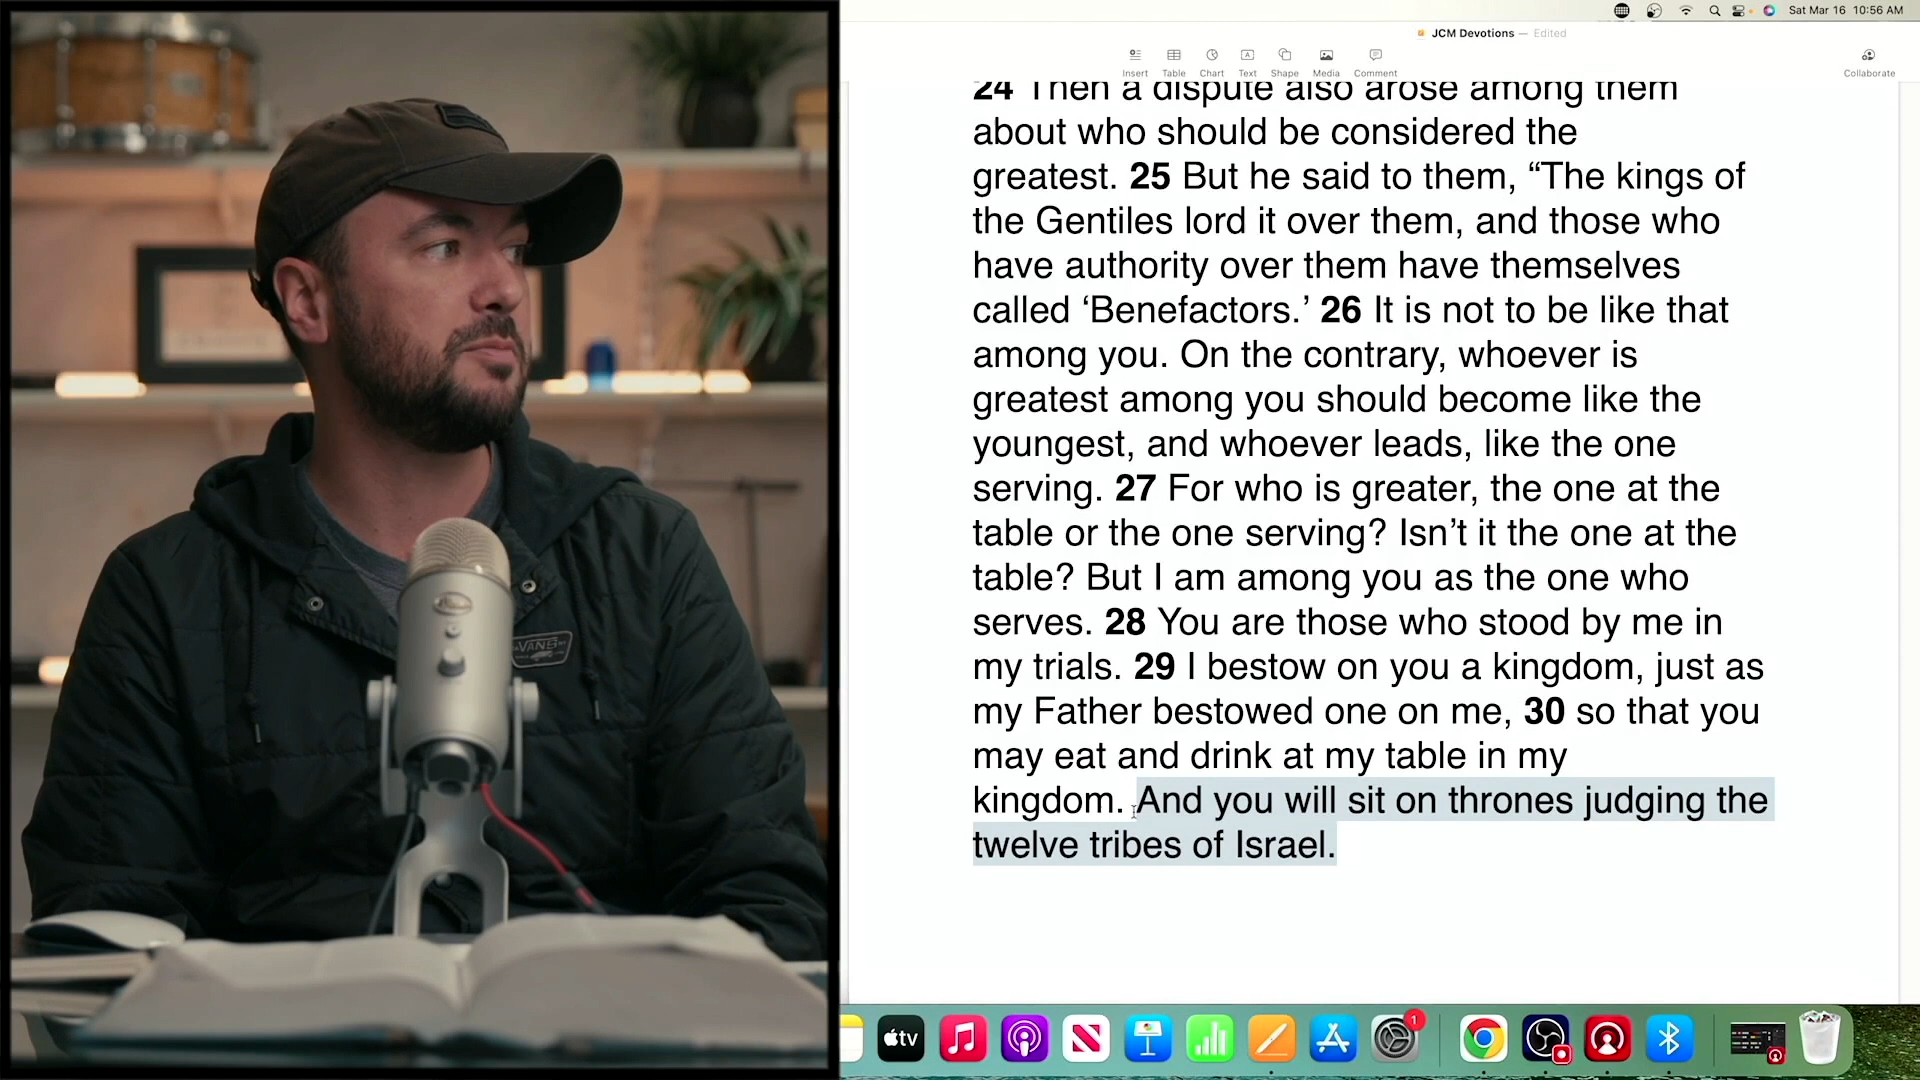 Sat Mar 16 10:56 AM
JCM Devotions — Edited
Insert Table Chart Text Shape Media Comment Collaborate
24 Then a dispute also arose among them
about who should be considered the
greatest. 25 But he said to them, “The kings of
the Gentiles lord it over them, and those who
have authority over them have themselves
called ‘Benefactors.’ 26 It is not to be like that
among you. On the contrary, whoever is
greatest among you should become like the
youngest, and whoever leads, like the one
serving. 27 For who is greater, the one at the
table or the one serving? Isn’t it the one at the
table? But I am among you as the one who
serves. 28 You are those who stood by me in
my trials. 29 I bestow on you a kingdom, just as
my Father bestowed one on me, 30 so that you
may eat and drink at my table in my
kingdom. And you will sit on thrones judging the
twelve tribes of Israel.
VANS
tv
1